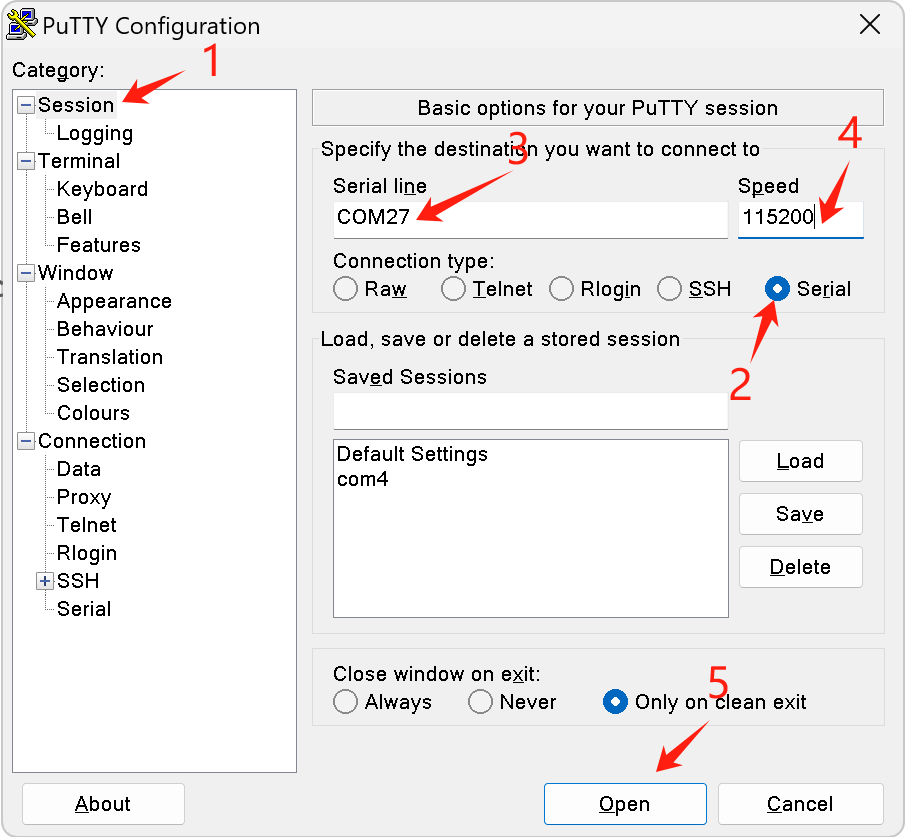 PuTTY Configuration
1
Category:
Session
Logging
Terminal
Keyboard
Bell
Features
Window
Appearance
Behaviour
Translation
Selection
Colours
Connection
Data
Proxy
Telnet
Rlogin
SSH
Serial
Basic options for your PuTTY session
Specify the destination you want to connect to
3
4
Serial line
Speed
COM27
115200
Connection type:
Raw Telnet Rlogin SSH Serial
2
Load, save or delete a stored session
Saved Sessions
Default Settings
com4
Load
Save
Delete
Close window on exit:
Always Never Only on clean exit
5
About
Open
Cancel